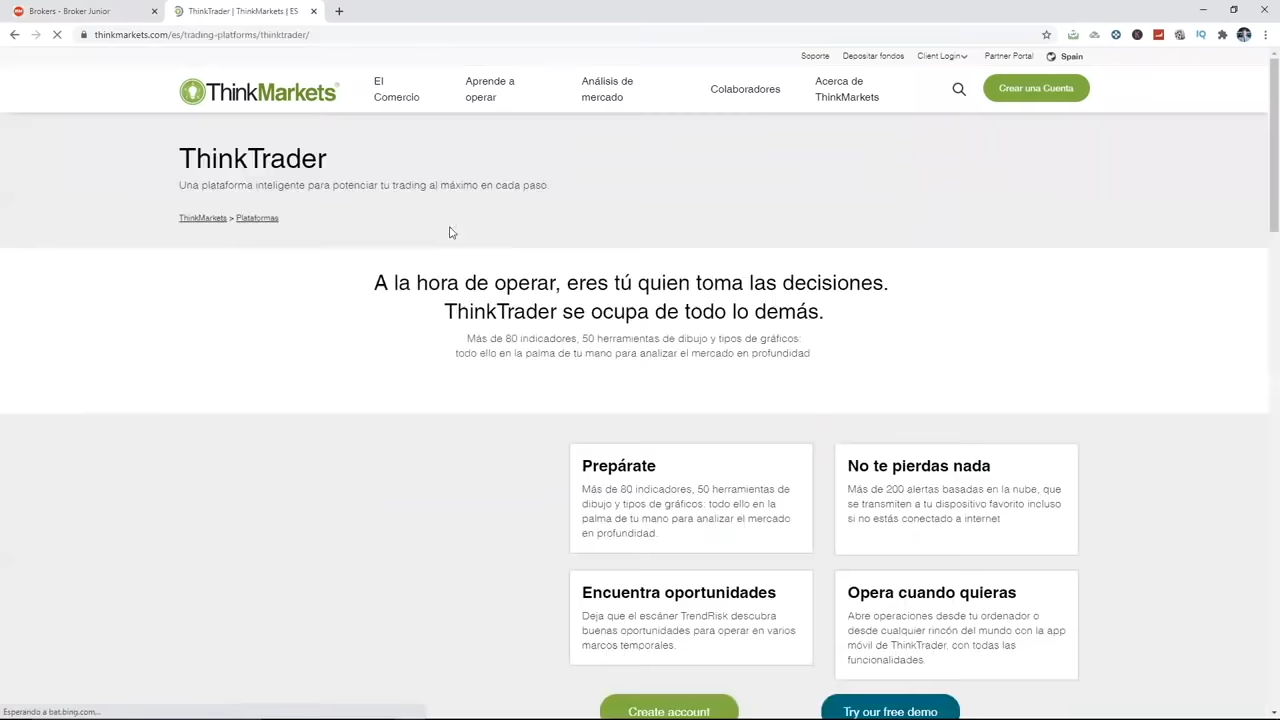 Brokers - Broker Junior
ThinkTrader | ThinkMarkets | ES
thinkmarkets.com/es/trading-platforms/thinktrader/
Soporte Depositar fondos Client Login Partner Portal Spain
ThinkMarkets
El Comercio
Aprende a operar
Análisis de mercado
Colaboradores
Acerca de ThinkMarkets
Crear una Cuenta
ThinkTrader
Una plataforma inteligente para potenciar tu trading al máximo en cada paso.
ThinkMarkets > Plataformas
A la hora de operar, eres tú quien toma las decisiones.
ThinkTrader se ocupa de todo lo demás.
Más de 80 indicadores, 50 herramientas de dibujo y tipos de gráficos:
todo ello en la palma de tu mano para analizar el mercado en profundidad
Prepárate
Más de 80 indicadores, 50 herramientas de
dibujo y tipos de gráficos: todo ello en la
palma de tu mano para analizar el mercado
en profundidad.
No te pierdas nada
Más de 200 alertas basadas en la nube, que
se transmiten a tu dispositivo favorito incluso
si no estás conectado a internet
Encuentra oportunidades
Deja que el escáner TrendRisk descubra
buenas oportunidades para operar en varios
marcos temporales.
Opera cuando quieras
Abre operaciones desde tu ordenador o
desde cualquier rincón del mundo con la app
móvil de ThinkTrader, con todas las
funcionalidades.
Create account
Try our free demo
Esperando a bat.bing.com...